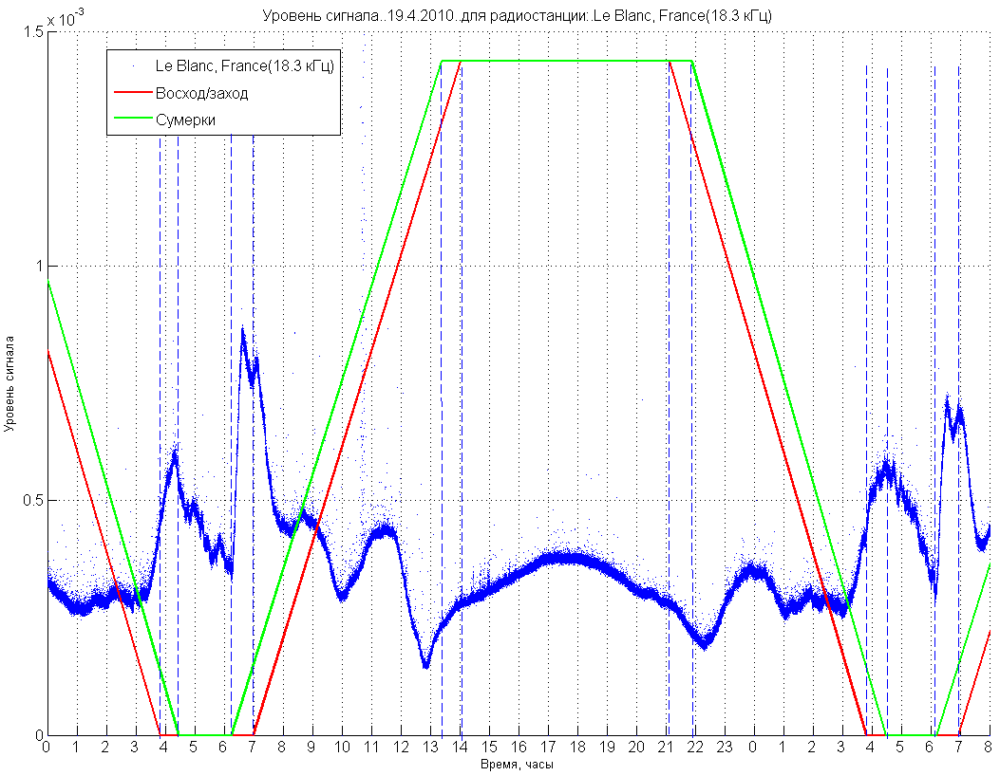 Уровень сигнала..19.4.2010..для радиостанции:.Le Blanc, France(18.3 кГц)
x 10⁻³
1.5
Le Blanc, France(18.3 кГц)
Восход/заход
Сумерки
1
Уровень сигнала
0.5
0
0 1 2 3 4 5 6 7 8 9 10 11 12 13 14 15 16 17 18 19 20 21 22 23 0 1 2 3 4 5 6 7 8
Время, часы